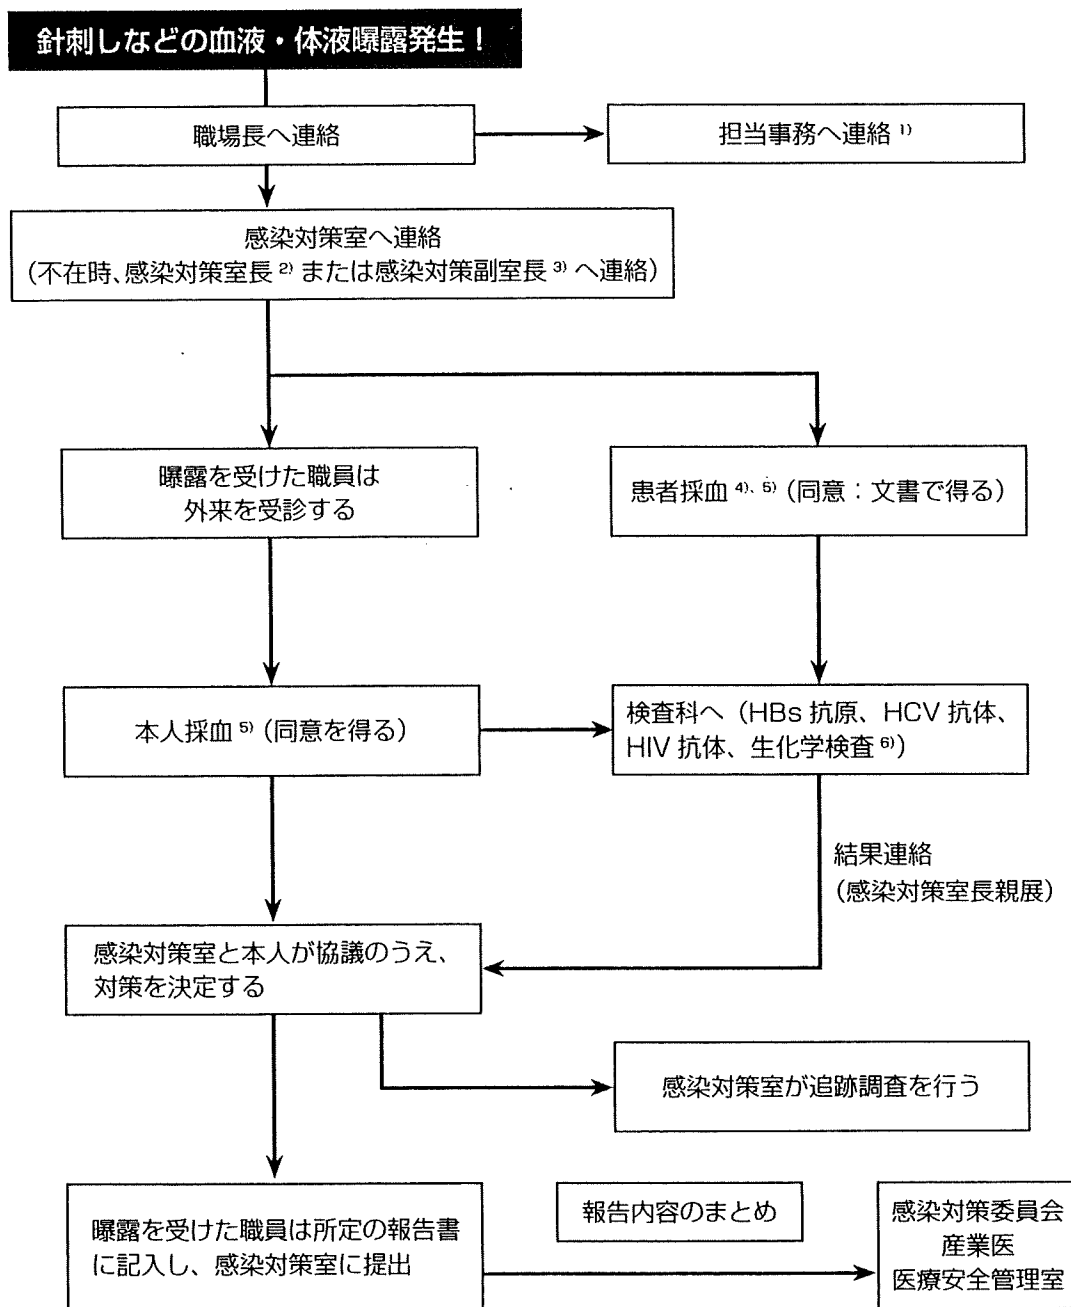 針刺しなどの血液・体液曝露発生！
職場長へ連絡
担当事務へ連絡 1)
感染対策室へ連絡
（不在時、感染対策室長 2) または感染対策副室長 3) へ連絡）
曝露を受けた職員は
外来を受診する
患者採血 4)、5)（同意：文書で得る）
本人採血 5)（同意を得る）
検査科へ（HBs 抗原、HCV 抗体、
HIV 抗体、生化学検査 6)）
結果連絡
（感染対策室長親展）
感染対策室と本人が協議のうえ、
対策を決定する
感染対策室が追跡調査を行う
曝露を受けた職員は所定の報告書
に記入し、感染対策室に提出
報告内容のまとめ
感染対策委員会
産業医
医療安全管理室